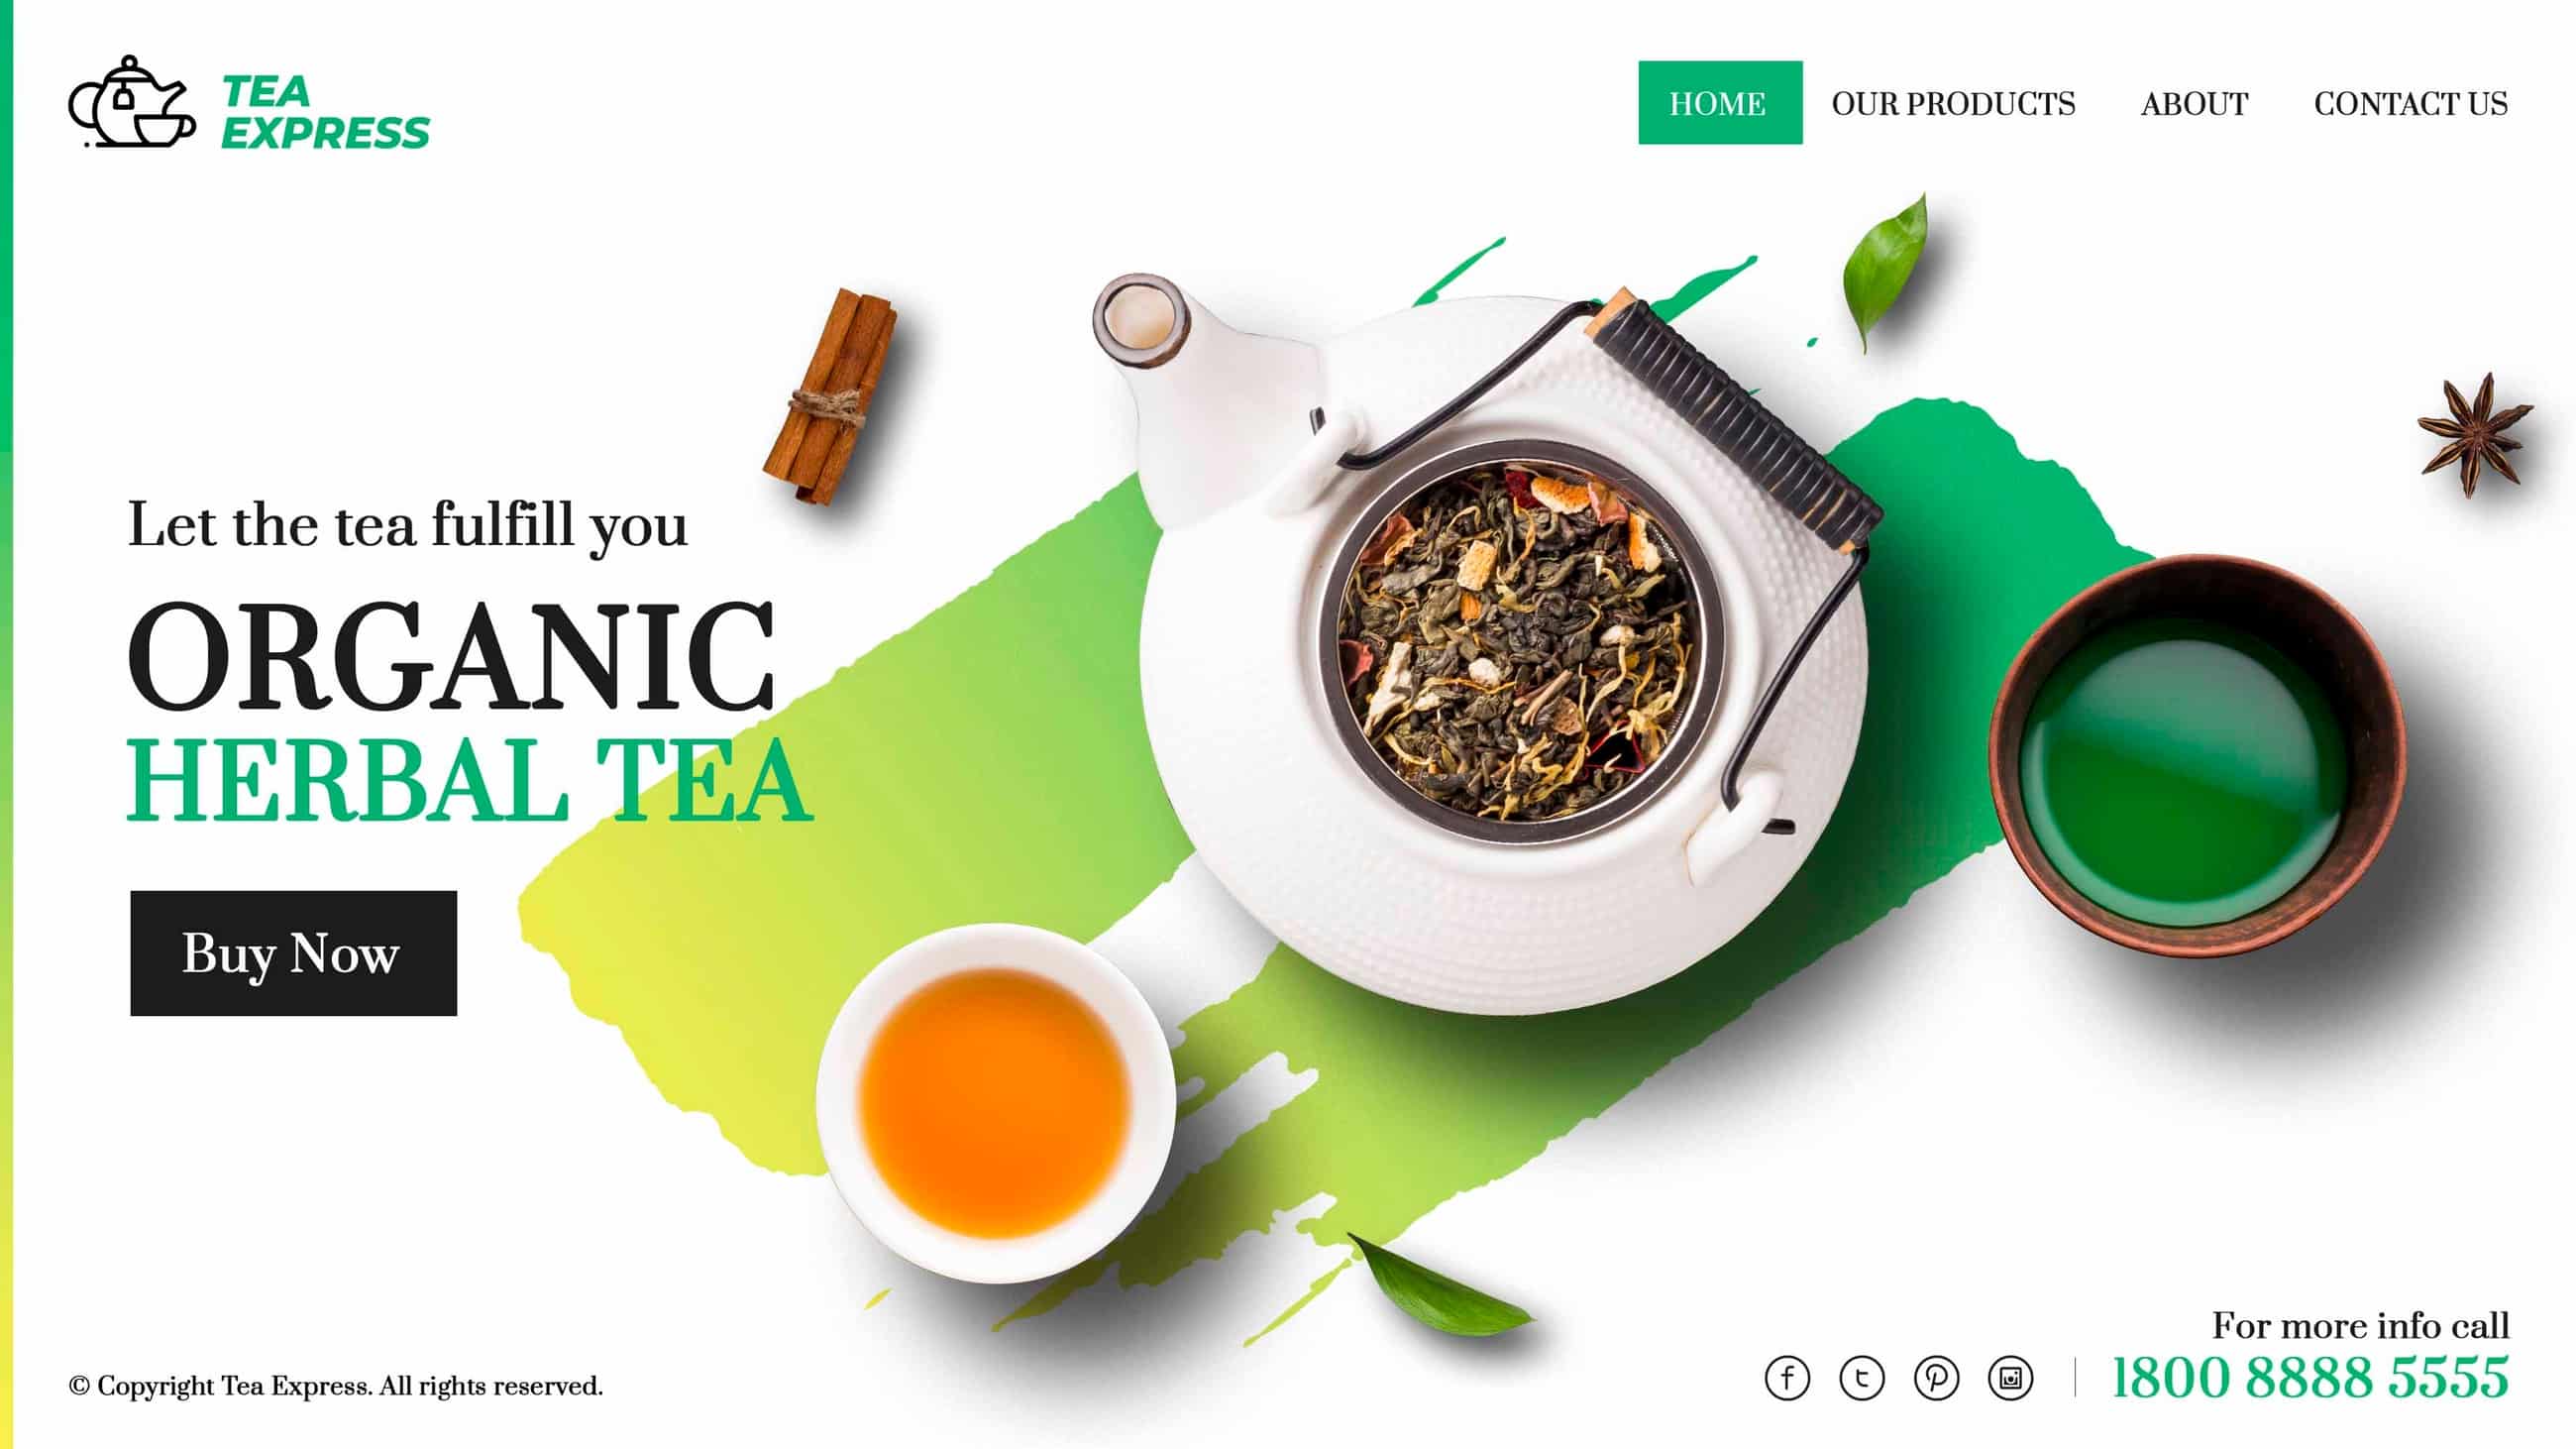 TEA
EXPRESS
HOME
OUR PRODUCTS
ABOUT
CONTACT US
Let the tea fulfill you
ORGANIC
HERBAL TEA
Buy Now
© Copyright Tea Express. All rights reserved.
For more info call
1800 8888 5555